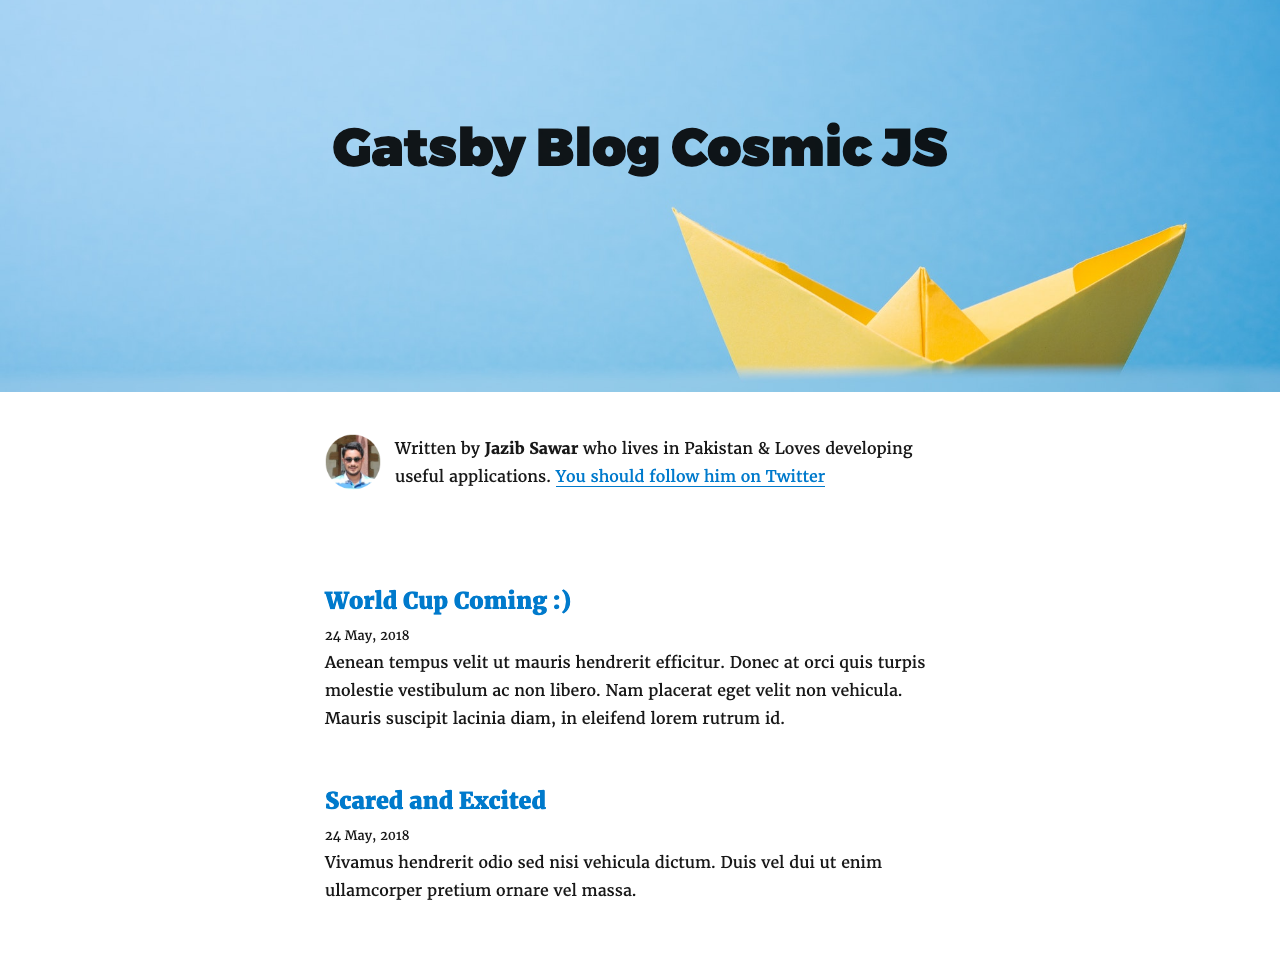 Gatsby Blog Cosmic JS
Written by Jazib Sawar who lives in Pakistan & Loves developing
useful applications. You should follow him on Twitter
World Cup Coming :)
24 May, 2018
Aenean tempus velit ut mauris hendrerit efficitur. Donec at orci quis turpis
molestie vestibulum ac non libero. Nam placerat eget velit non vehicula.
Mauris suscipit lacinia diam, in eleifend lorem rutrum id.
Scared and Excited
24 May, 2018
Vivamus hendrerit odio sed nisi vehicula dictum. Duis vel dui ut enim
ullamcorper pretium ornare vel massa.